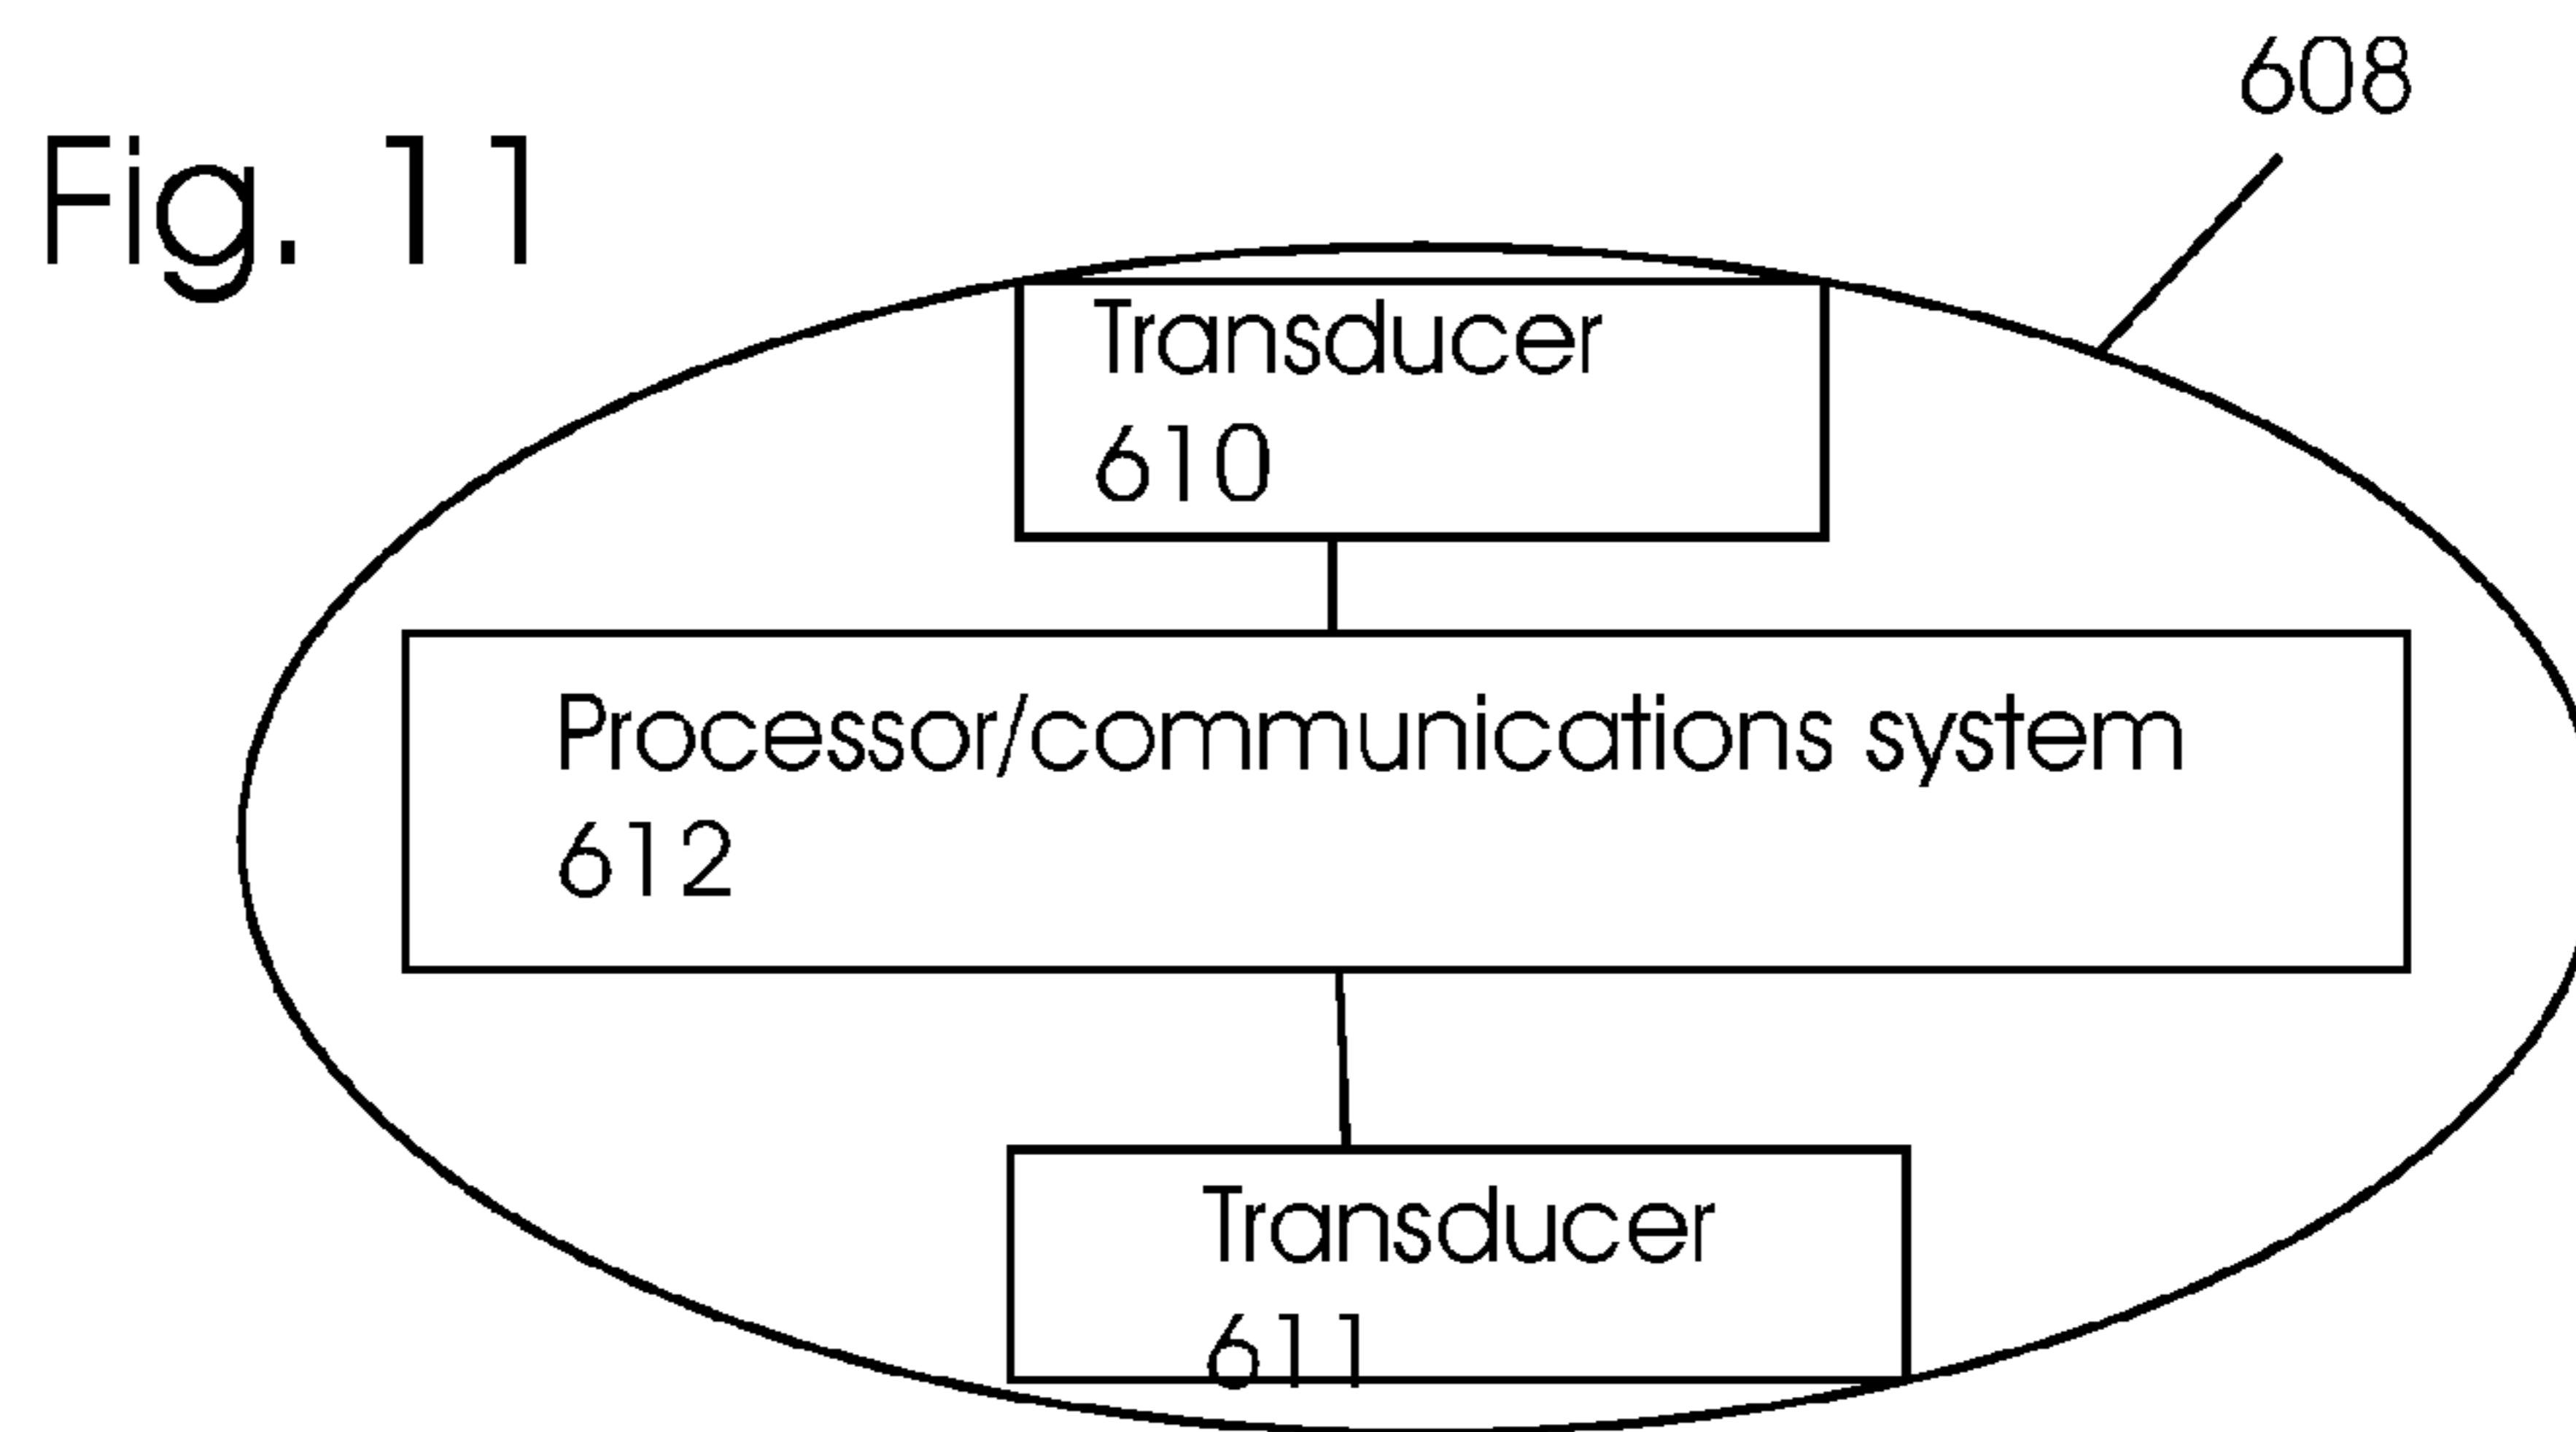 608
Fig. 11
Transducer
610
Processor/communications system
612
Transducer
611